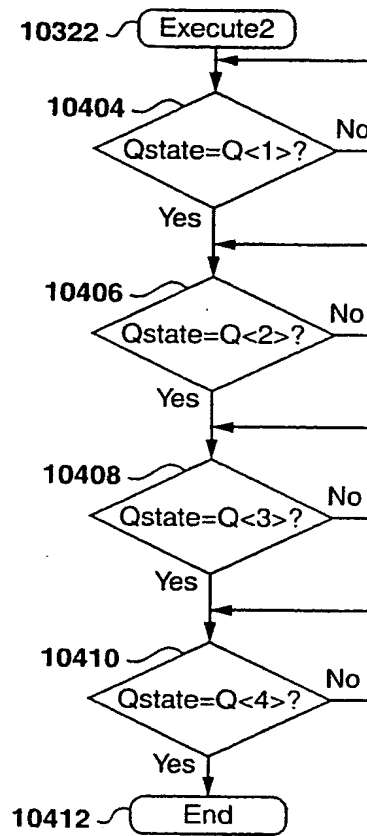 10322 Execute2
10404
Qstate=Q<1>? No
Yes
10406
Qstate=Q<2>? No
Yes
10408
Qstate=Q<3>? No
Yes
10410
Qstate=Q<4>? No
Yes
10412 End